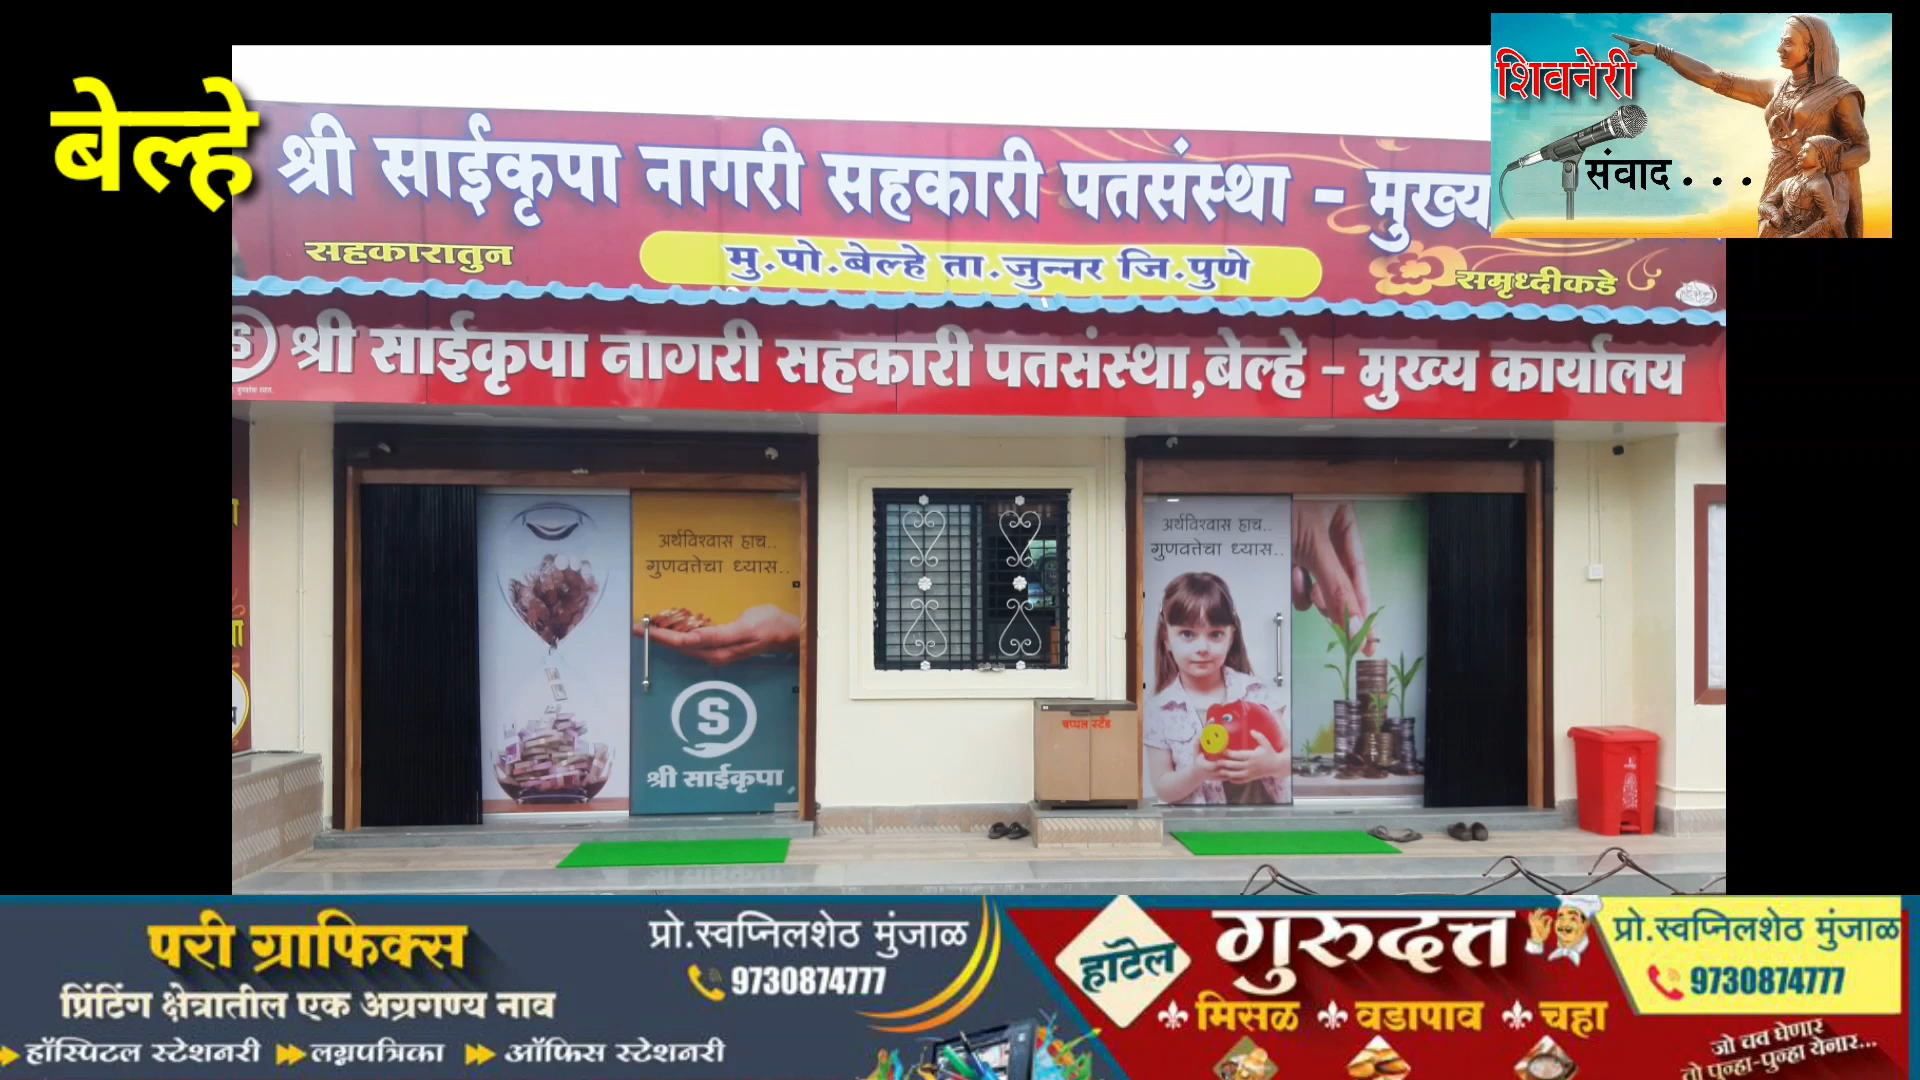 बेल्हे
शिवनेरी
संवाद...
श्री साईकृपा नागरी सहकारी पतसंस्था - मुख्य
सहकारातुन
मु.पो.बेल्हे ता.जुन्नर जि.पुणे
समृध्दीकडे
श्री साईकृपा नागरी सहकारी पतसंस्था,बेल्हे - मुख्य कार्यालय
अर्थविश्वास हाच..
गुणवत्तेचा ध्यास..
S
श्री साईकृपा
चप्पल स्टँड
अर्थविश्वास हाच..
गुणवत्तेचा ध्यास..
परी ग्राफिक्स
प्रिंटिंग क्षेत्रातील एक अग्रगण्य नाव
हॉस्पिटल स्टेशनरी लग्नपत्रिका ऑफिस स्टेशनरी
प्रो.स्वप्निलशेठ मुंजाळ
9730874777
हॉटेल
गुरुदत्त
मिसळ वडापाव चहा
प्रो.स्वप्निलशेठ मुंजाळ
9730874777
जो चव घेणार
तो पुन्हा-पुन्हा येनार...